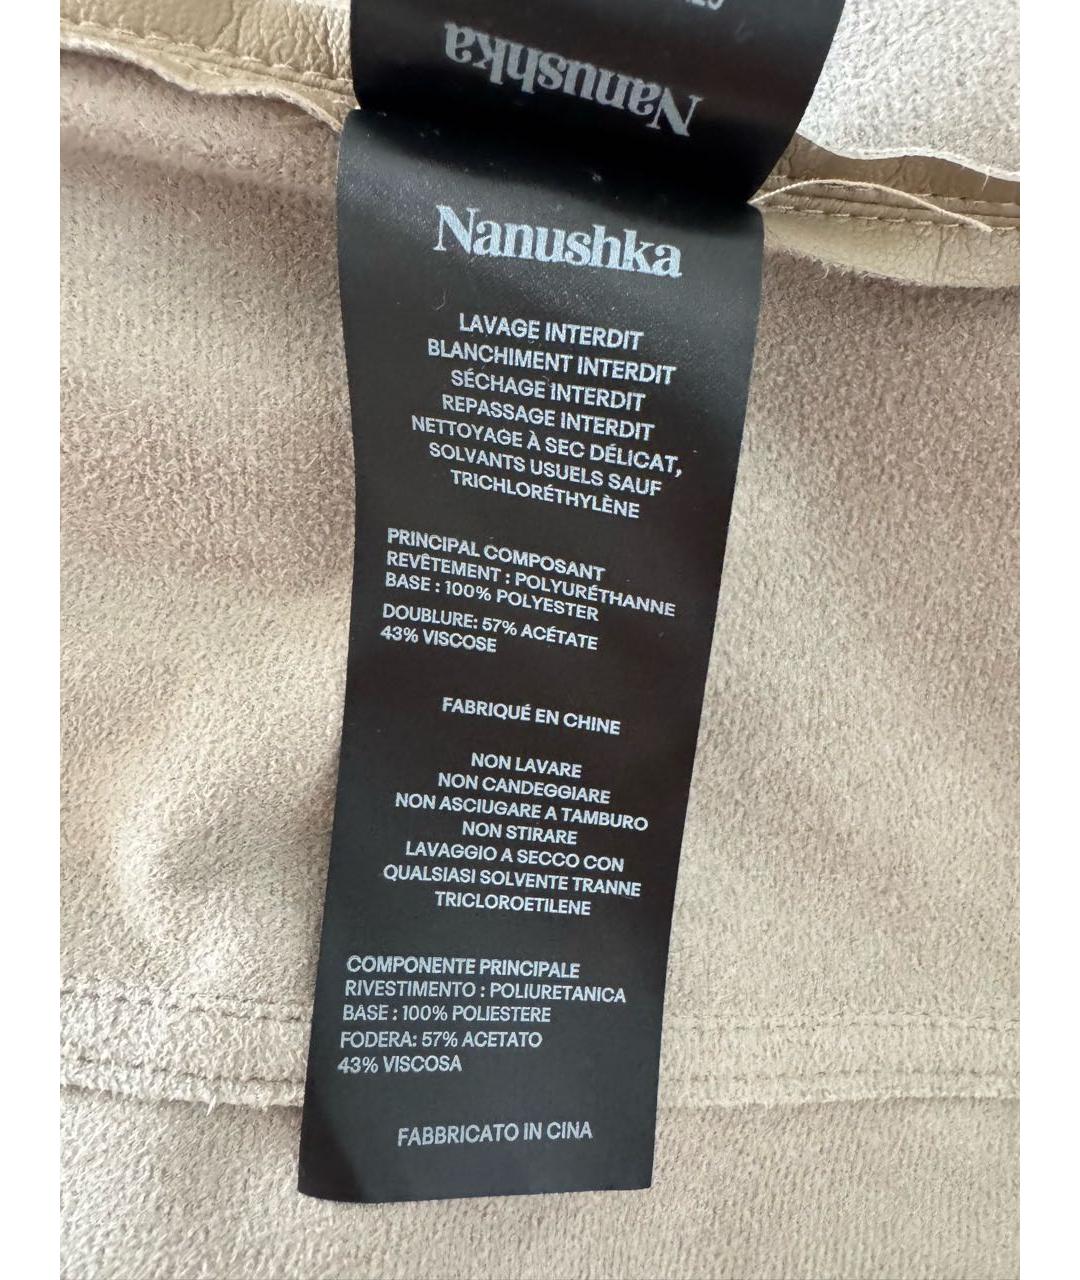 Nanushka
Nanushka
LAVAGE INTERDIT
BLANCHIMENT INTERDIT
SÉCHAGE INTERDIT
REPASSAGE INTERDIT
NETTOYAGE À SEC DÉLICAT,
SOLVANTS USUELS SAUF
TRICHLORÉTHYLÈNE
PRINCIPAL COMPOSANT
REVÊTEMENT : POLYURÉTHANNE
BASE : 100% POLYESTER
DOUBLURE: 57% ACÉTATE
43% VISCOSE
FABRIQUÉ EN CHINE
NON LAVARE
NON CANDEGGIARE
NON ASCIUGARE A TAMBURO
NON STIRARE
LAVAGGIO A SECCO CON
QUALSIASI SOLVENTE TRANNE
TRICLOROETILENE
COMPONENTE PRINCIPALE
RIVESTIMENTO : POLIURETANICA
BASE : 100% POLIESTERE
FODERA: 57% ACETATO
43% VISCOSA
FABBRICATO IN CINA